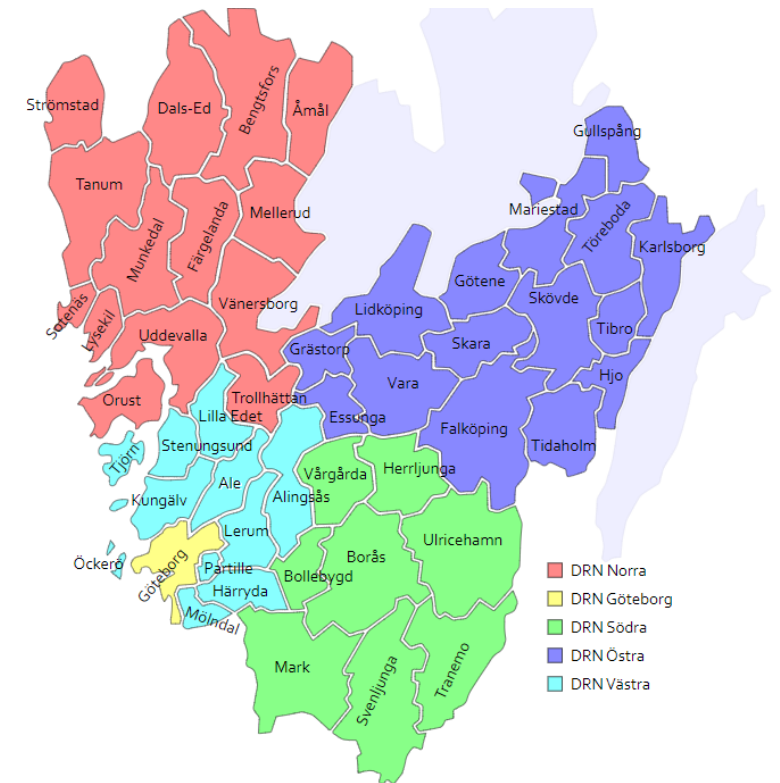 Strömstad
Dals-Ed
Bengtsfors
Åmål
Gullspång
Tanum
Mellerud
Mariestad
Töreboda
Munkedal
Färgelanda
Karlsborg
Götene
Sotenäs
Lysekil
Vänersborg
Lidköping
Skövde
Uddevalla
Grästorp
Skara
Tibro
Orust
Trollhättan
Vara
Hjo
Lilla Edet
Essunga
Falköping
Tidaholm
Tjörn
Stenungsund
Vårgårda
Herrljunga
Kungälv
Ale
Alingsås
Lerum
Ulricehamn
Öckerö
Göteborg
Partille
Borås
Bollebygd
Härryda
Mölndal
Mark
Svenljunga
Tranemo
DRN Norra
DRN Göteborg
DRN Södra
DRN Östra
DRN Västra